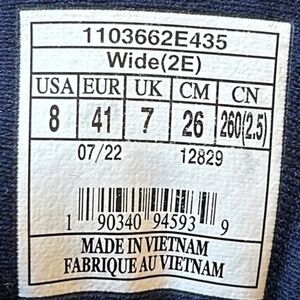 1103662E435
Wide(2E)
USA EUR UK CM CN
8 41 7 26 260(2.5)
07/22 12829
1 90340 94593 9
MADE IN VIETNAM
FABRIQUE AU VIETNAM